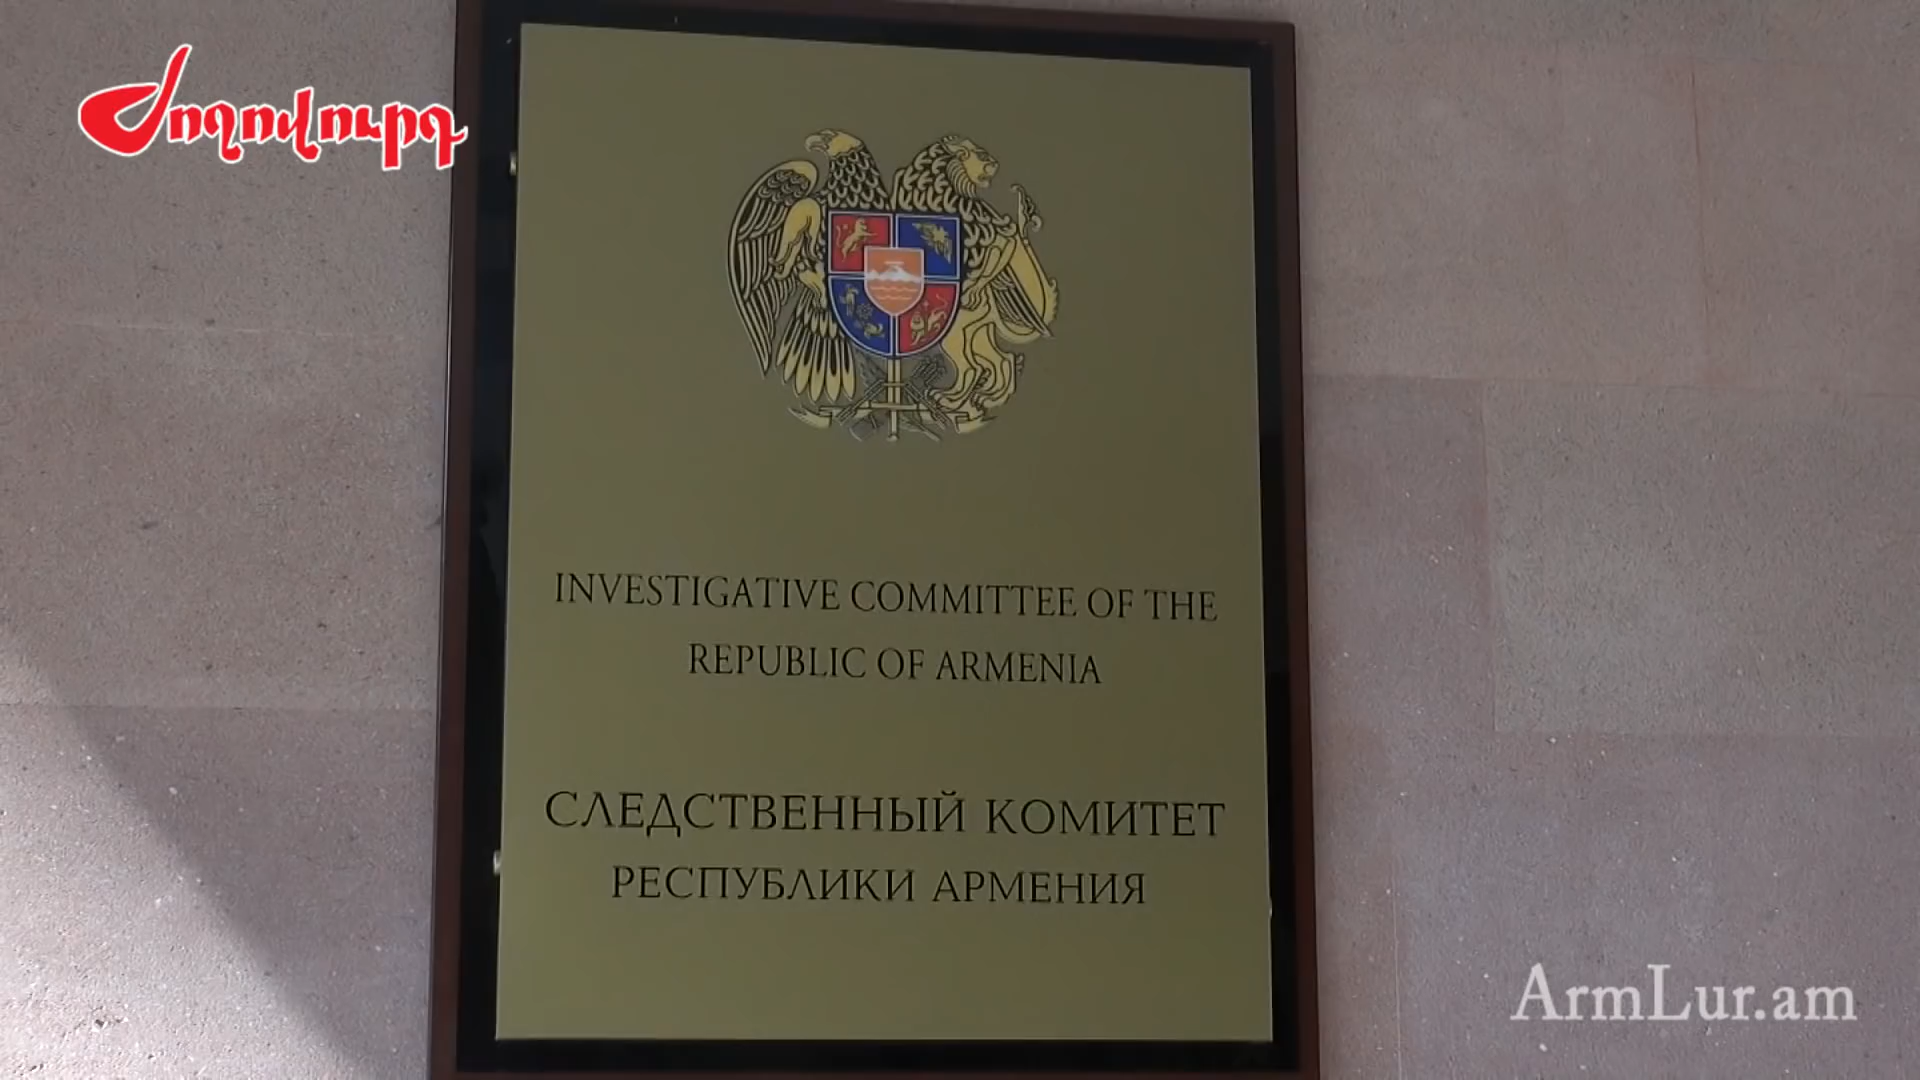 Ժողովուրդ
INVESTIGATIVE COMMITTEE OF THE
REPUBLIC OF ARMENIA
СЛЕДСТВЕННЫЙ КОМИТЕТ
РЕСПУБЛИКИ АРМЕНИЯ
ArmLur.am